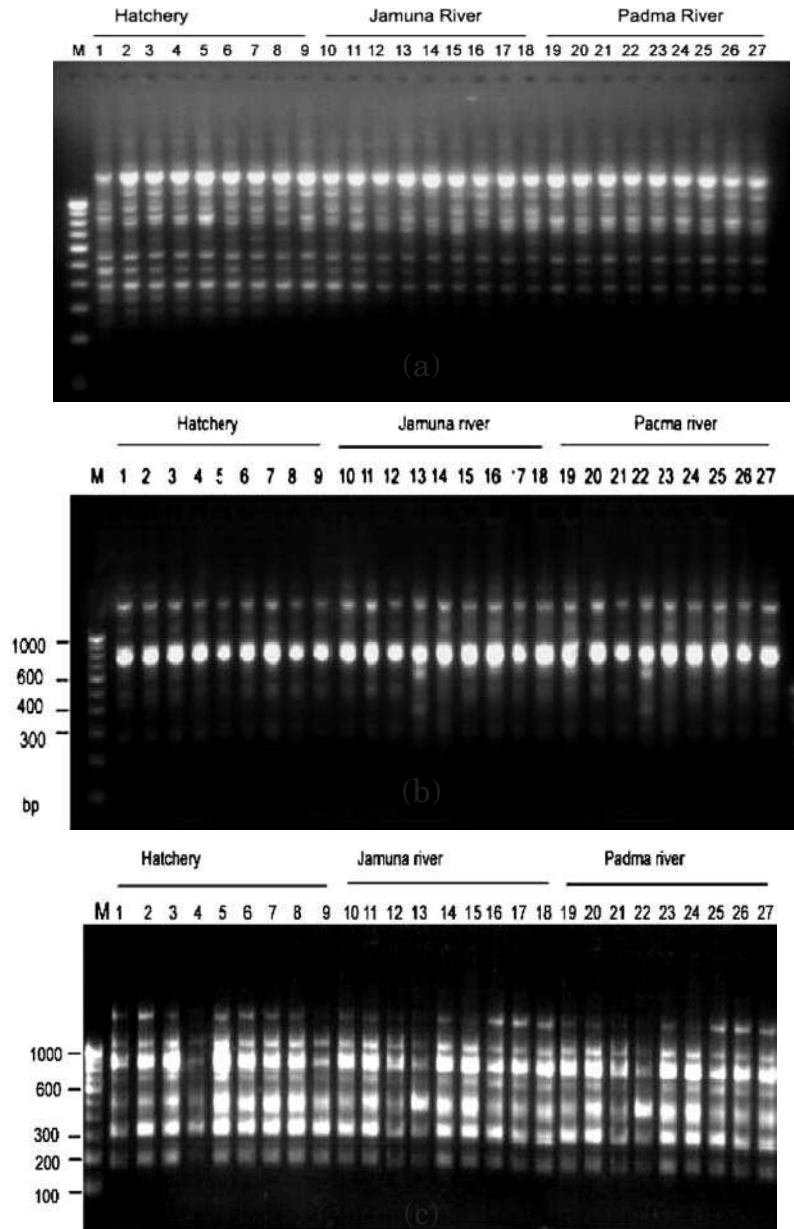 Hatchery Jamuna River Padma River
M 1 2 3 4 5 6 7 8 9 10 11 12 13 14 15 16 17 18 19 20 21 22 23 24 25 26 27
(a)
Hatchery Jamuna river Pacma river
M 1 2 3 4 5 6 7 8 9 10 11 12 13 14 15 16 '7 18 19 20 21 22 23 24 25 26 27
1000
600
400
300
(b)
bp
Hatchery Jamuna river Padma river
M 1 2 3 4 5 6 7 8 9 10 11 12 13 14 15 16 17 18 19 20 21 22 23 24 25 26 27
1000
600
300
200
100
(c)